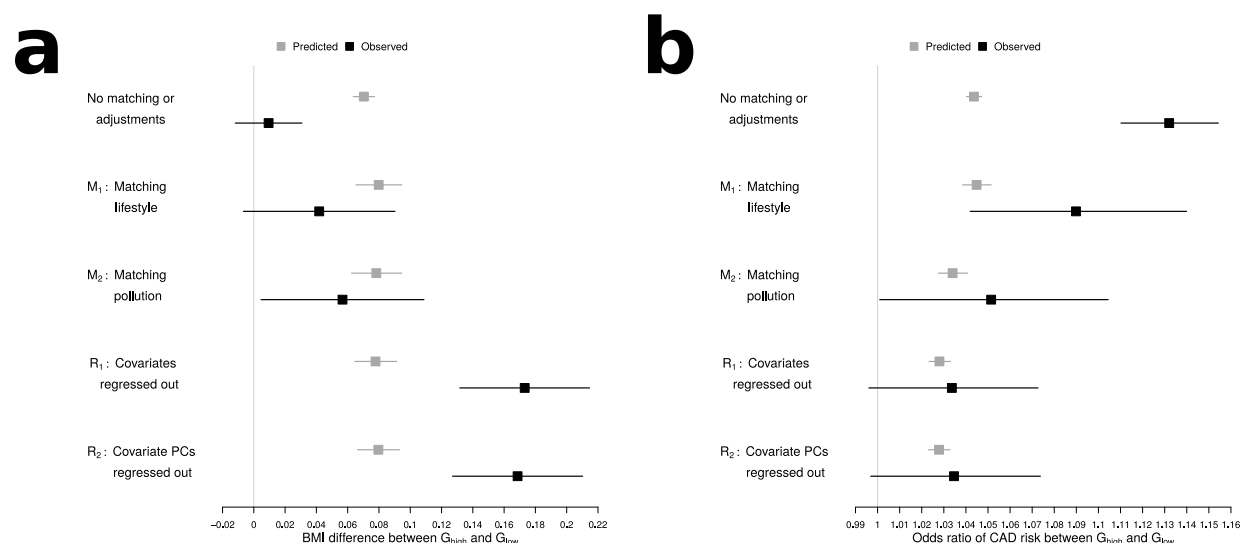 a
Predicted Observed
No matching or
adjustments
M1: Matching
lifestyle
M2: Matching
pollution
R1: Covariates
regressed out
R2: Covariate PCs
regressed out
−0.02 0 0.02 0.04 0.06 0.08 0.1 0.12 0.14 0.16 0.18 0.2 0.22
BMI difference between Ghigh and Glow
b
Predicted Observed
No matching or
adjustments
M1: Matching
lifestyle
M2: Matching
pollution
R1: Covariates
regressed out
R2: Covariate PCs
regressed out
0.99 1 1.01 1.02 1.03 1.04 1.05 1.06 1.07 1.08 1.09 1.1 1.11 1.12 1.13 1.14 1.15 1.16
Odds ratio of CAD risk between Ghigh and Glow